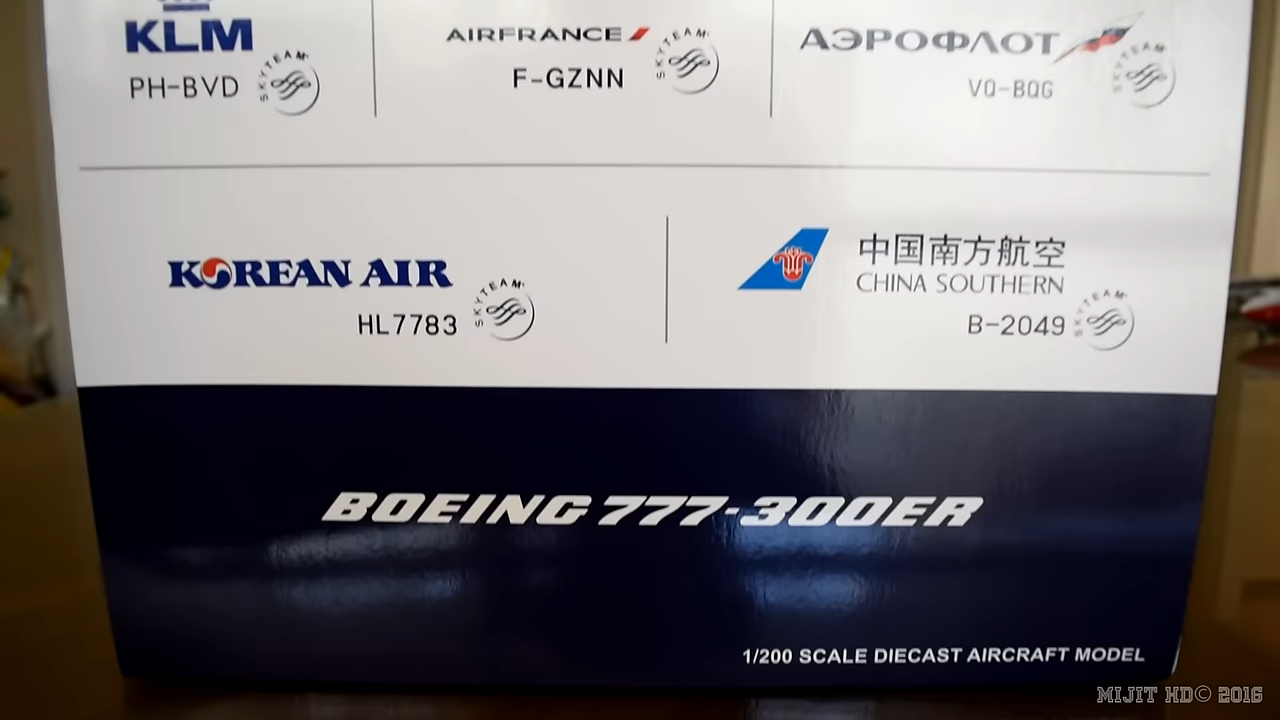 KLM
PH-BVD
SKYTEAM
AIRFRANCE
F-GZNN
SKYTEAM
АЭРОФЛОТ
VQ-BQG
SKYTEAM
KOREAN AIR
HL7783
SKYTEAM
中国南方航空
CHINA SOUTHERN
B-2049
SKYTEAM
BOEING 777-300ER
1/200 SCALE DIECAST AIRCRAFT MODEL
MIJIT HD© 2016